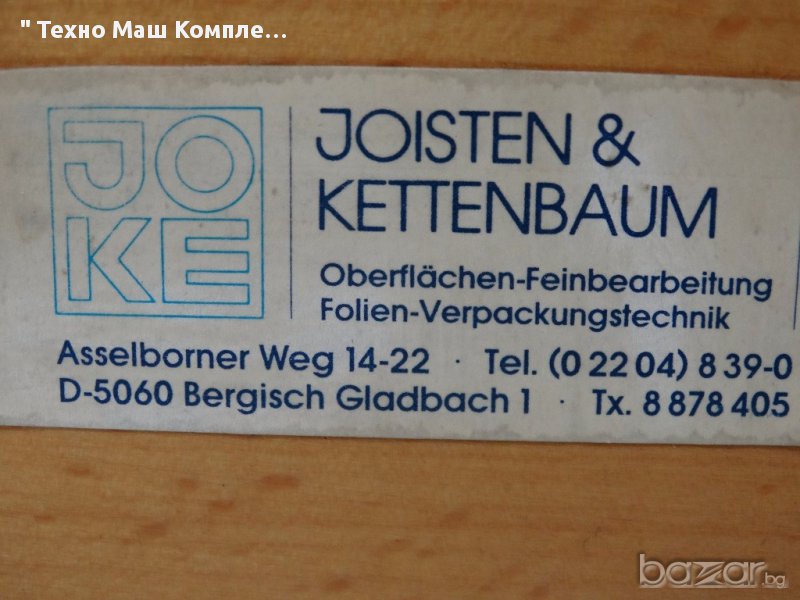 " Техно Маш Компле...
JO
KE
JOISTEN &
KETTENBAUM
Oberflächen-Feinbearbeitung
Folien-Verpackungstechnik
Asselborner Weg 14-22 · Tel. (0 22 04) 8 39-0
D-5060 Bergisch Gladbach 1 · Tx. 8 878 405
bazar.bg